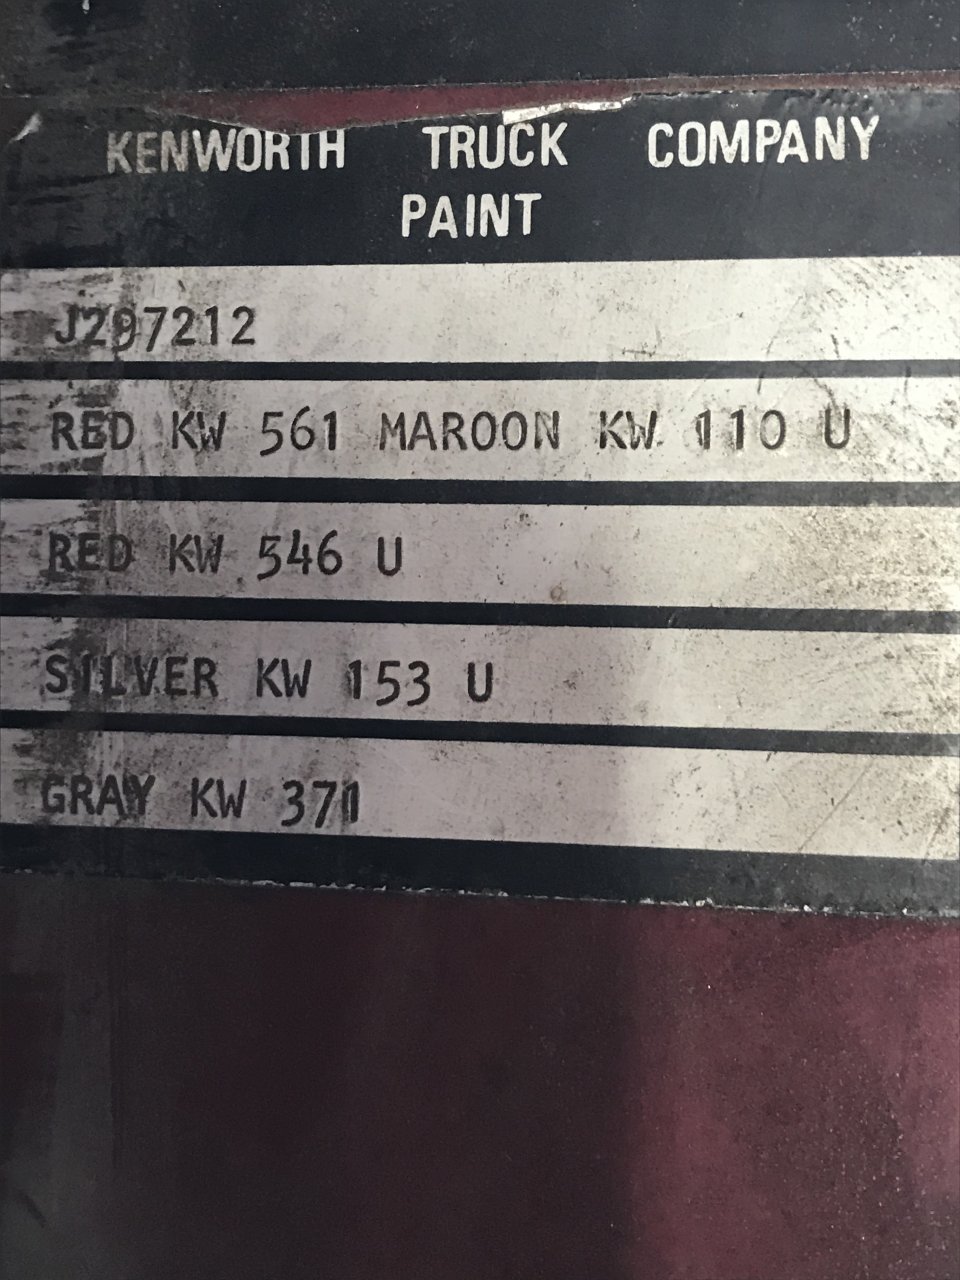 KENWORTH TRUCK COMPANY
PAINT
J297212
RED KW 561 MAROON KW 110 U
RED KW 546 U
SILVER KW 153 U
GRAY KW 371